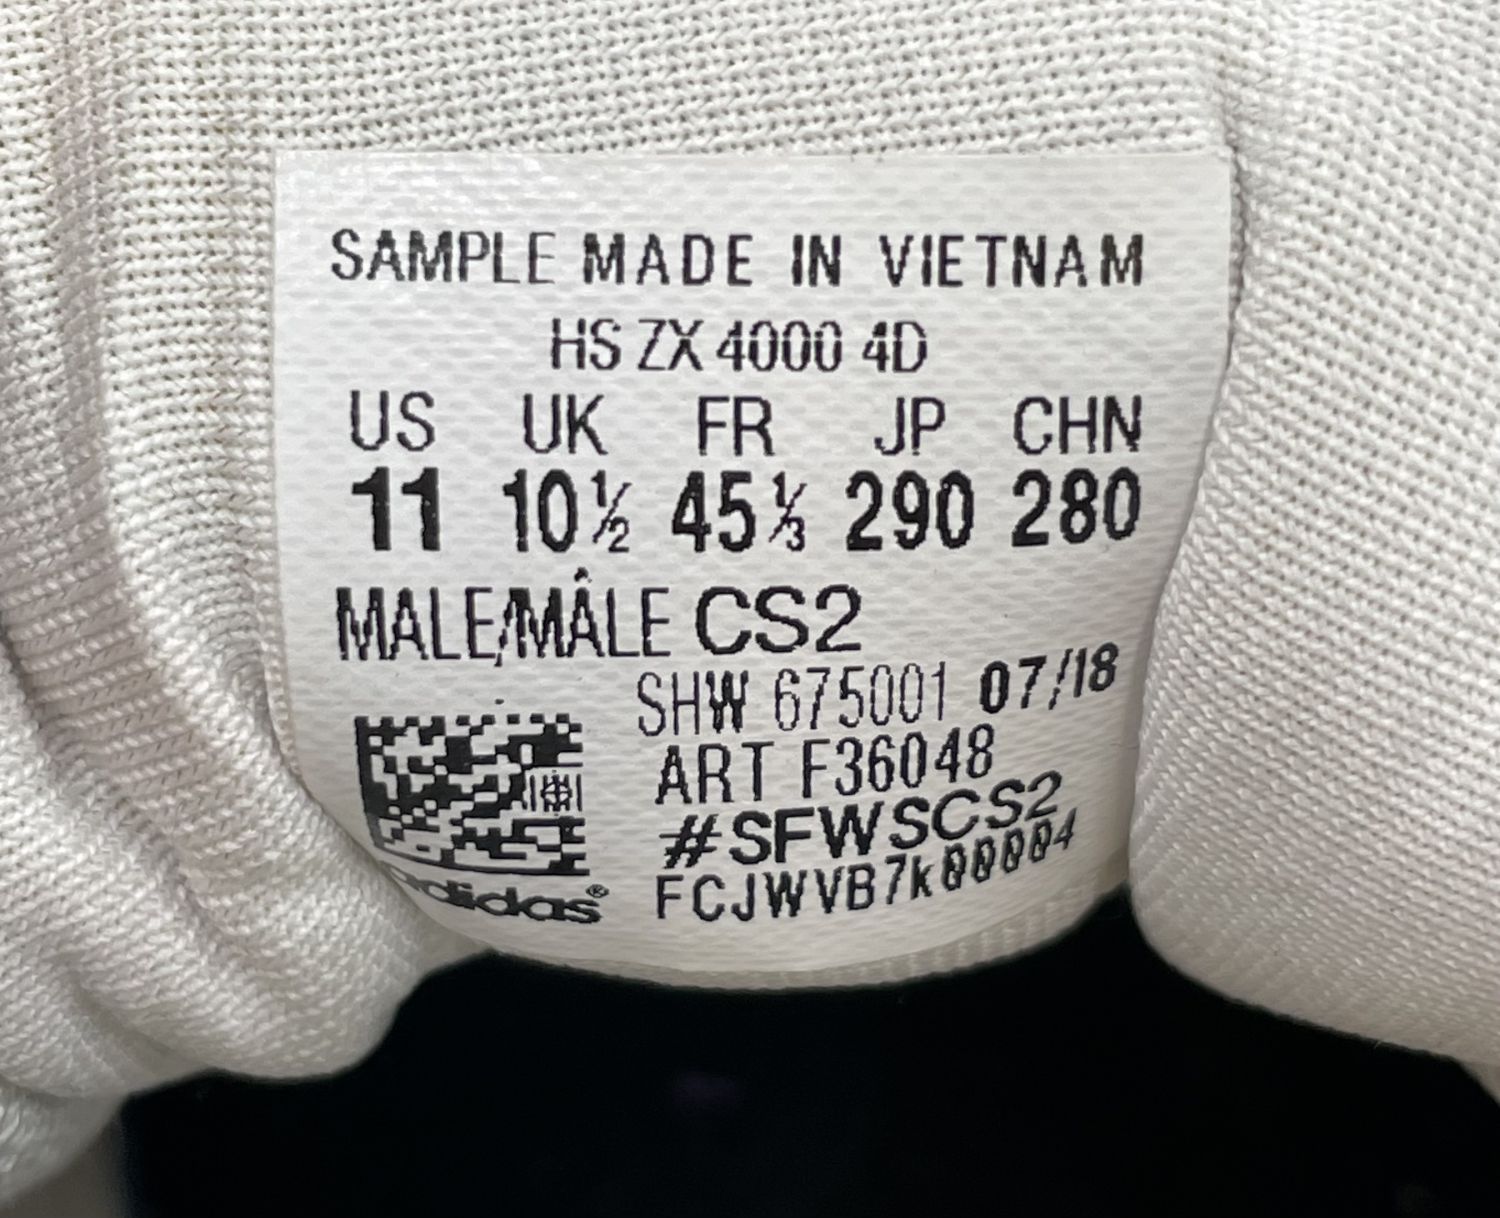 SAMPLE MADE IN VIETNAM
HS ZX 4000 4D
US UK FR JP CHN
11 10½ 45⅓ 290 280
MALE/MÂLE CS2
SHW 675001 07/18
ART F36048
#SFWSCS2
FCJWVB7k00004
adidas®